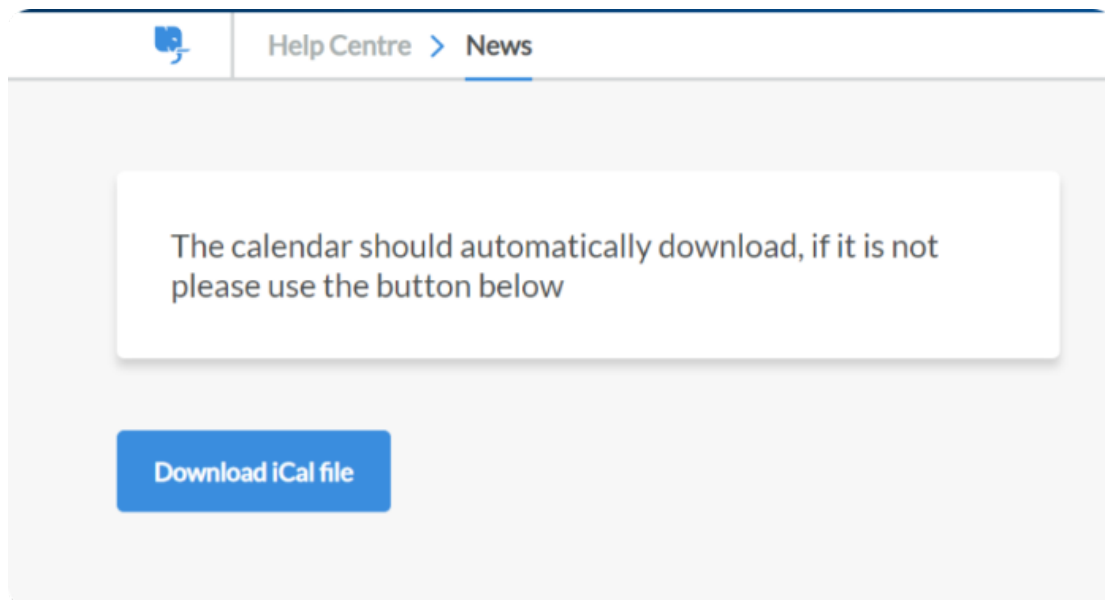 Help Centre > News
The calendar should automatically download, if it is not
please use the button below
Download iCal file